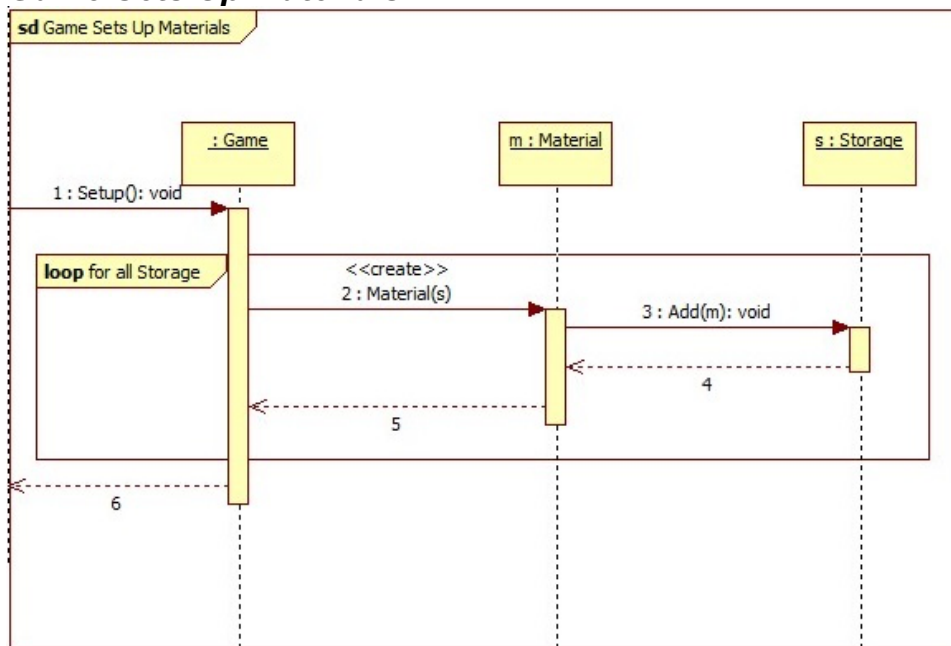 sd Game Sets Up Materials
: Game
m : Material
s : Storage
1 : Setup(): void
loop for all Storage
<<create>>
2 : Material(s)
3 : Add(m): void
4
5
6